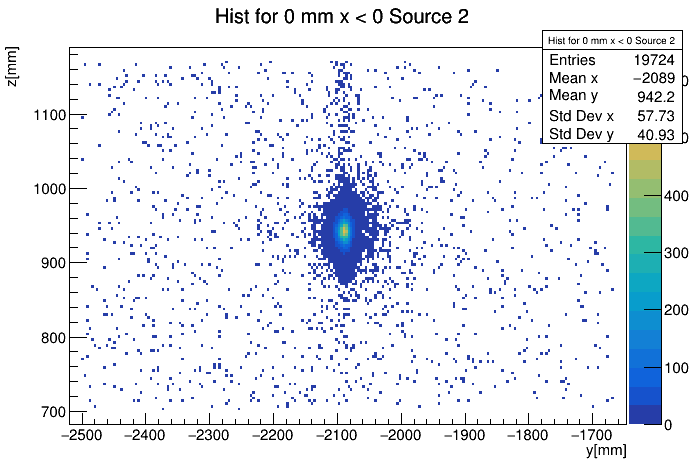 Hist for 0 mm x < 0 Source 2
z[mm]
Hist for 0 mm x < 0 Source 2
Entries 19724
Mean x −2089
Mean y 942.2
Std Dev x 57.73
Std Dev y 40.93
1100
1000
900
800
700
400
300
200
100
0
−2500 −2400 −2300 −2200 −2100 −2000 −1900 −1800 −1700
y[mm]